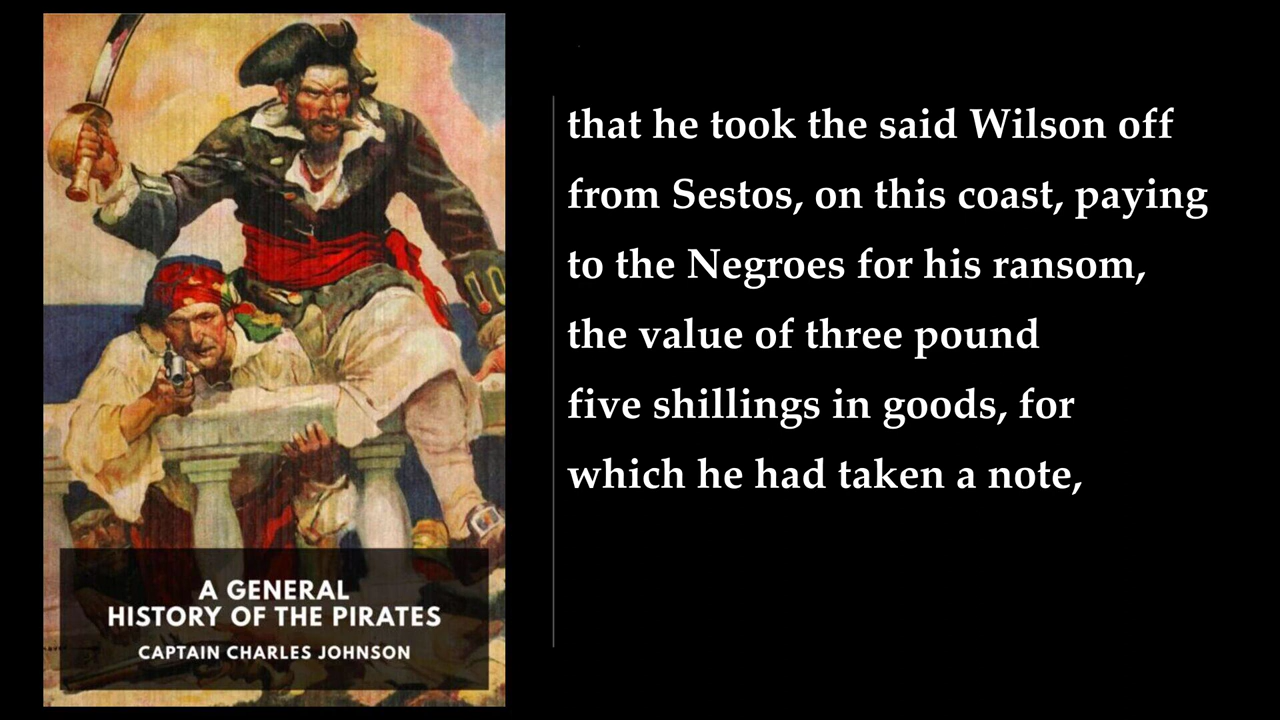 A GENERAL
HISTORY OF THE PIRATES
CAPTAIN CHARLES JOHNSON
that he took the said Wilson off
from Sestos, on this coast, paying
to the Negroes for his ransom,
the value of three pound
five shillings in goods, for
which he had taken a note,